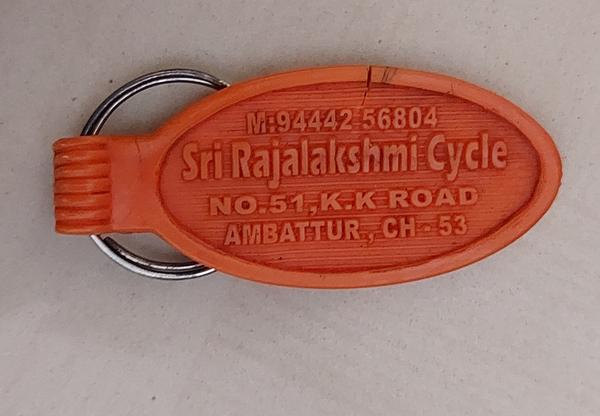 M:94442 56804
Sri Rajalakshmi Cycle
NO.51,K.K ROAD
AMBATTUR., CH - 53